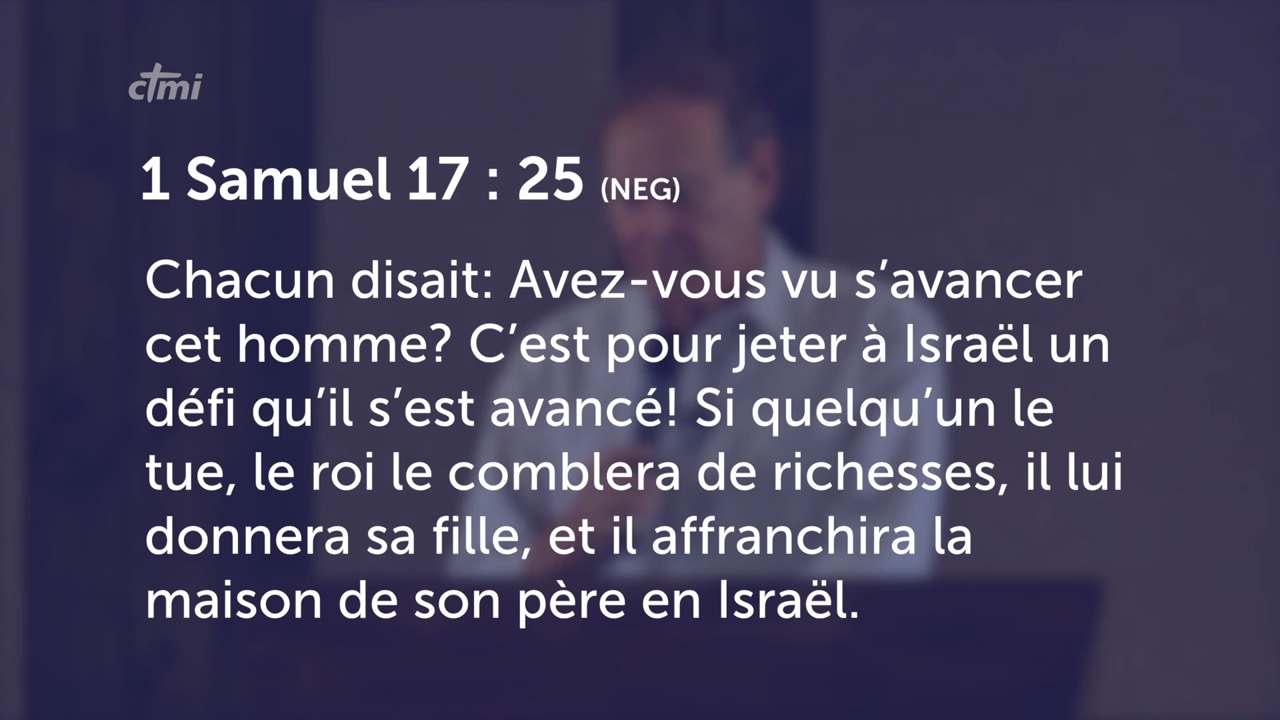 ctmi
1 Samuel 17 : 25 (NEG)
Chacun disait: Avez-vous vu s’avancer
cet homme? C’est pour jeter à Israël un
défi qu’il s’est avancé! Si quelqu’un le
tue, le roi le comblera de richesses, il lui
donnera sa fille, et il affranchira la
maison de son père en Israël.